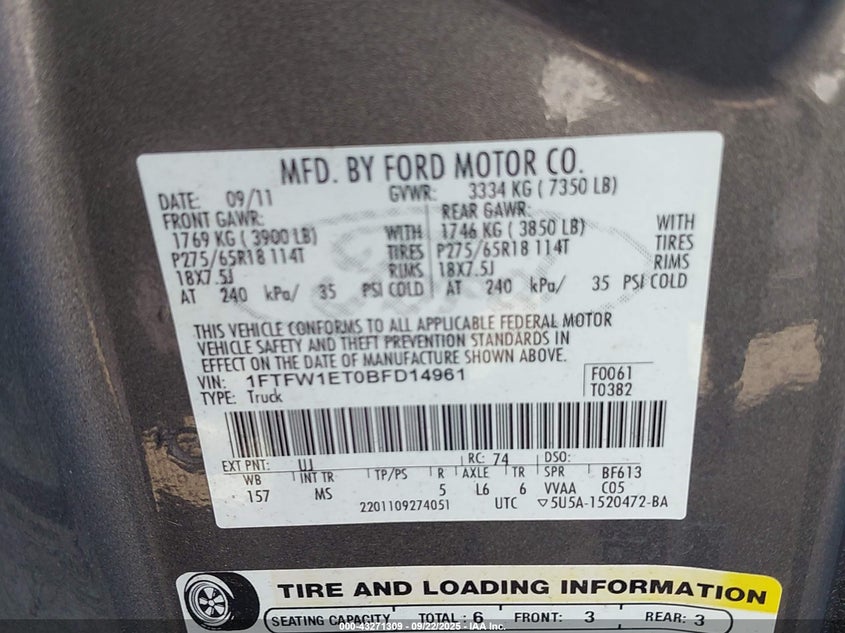 MFD. BY FORD MOTOR CO.
DATE: 09/11 GVWR: 3334 KG ( 7350 LB)
FRONT GAWR: REAR GAWR:
1769 KG ( 3900 LB) WITH 1746 KG ( 3850 LB) WITH
P275/65R18 114T TIRES P275/65R18 114T TIRES
18X7.5J RIMS 18X7.5J RIMS
AT 240 kPa/ 35 PSI COLD AT 240 kPa/ 35 PSI COLD
THIS VEHICLE CONFORMS TO ALL APPLICABLE FEDERAL MOTOR
VEHICLE SAFETY AND THEFT PREVENTION STANDARDS IN
EFFECT ON THE DATE OF MANUFACTURE SHOWN ABOVE.
VIN: 1FTFW1ET0BFD14961 F0061
TYPE: Truck T0382
EXT PNT: UJ RC: 74 DSO:
WB INT TR TP/PS R AXLE TR SPR BF613
157 MS 5 L6 6 VVAA C05
2201109274051 UTC ▽5U5A-1520472-BA
TIRE AND LOADING INFORMATION
SEATING CAPACITY TOTAL: 6 FRONT: 3 REAR: 3
000-43271309 - 09/22/2025 - IAA Inc.